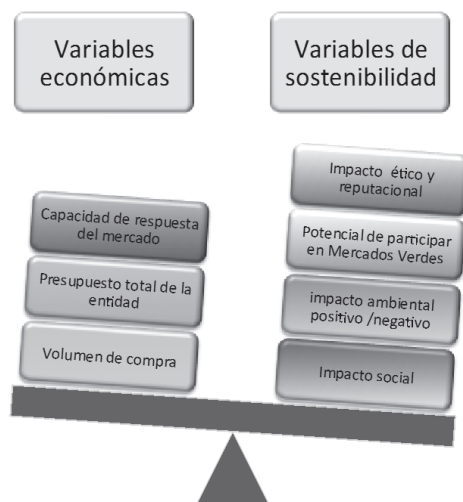 Variables
económicas
Variables de
sostenibilidad
Capacidad de respuesta
del mercado
Presupuesto total de la
entidad
Volumen de compra
Impacto ético y
reputacional
Potencial de participar
en Mercados Verdes
impacto ambiental
positivo /negativo
Impacto social